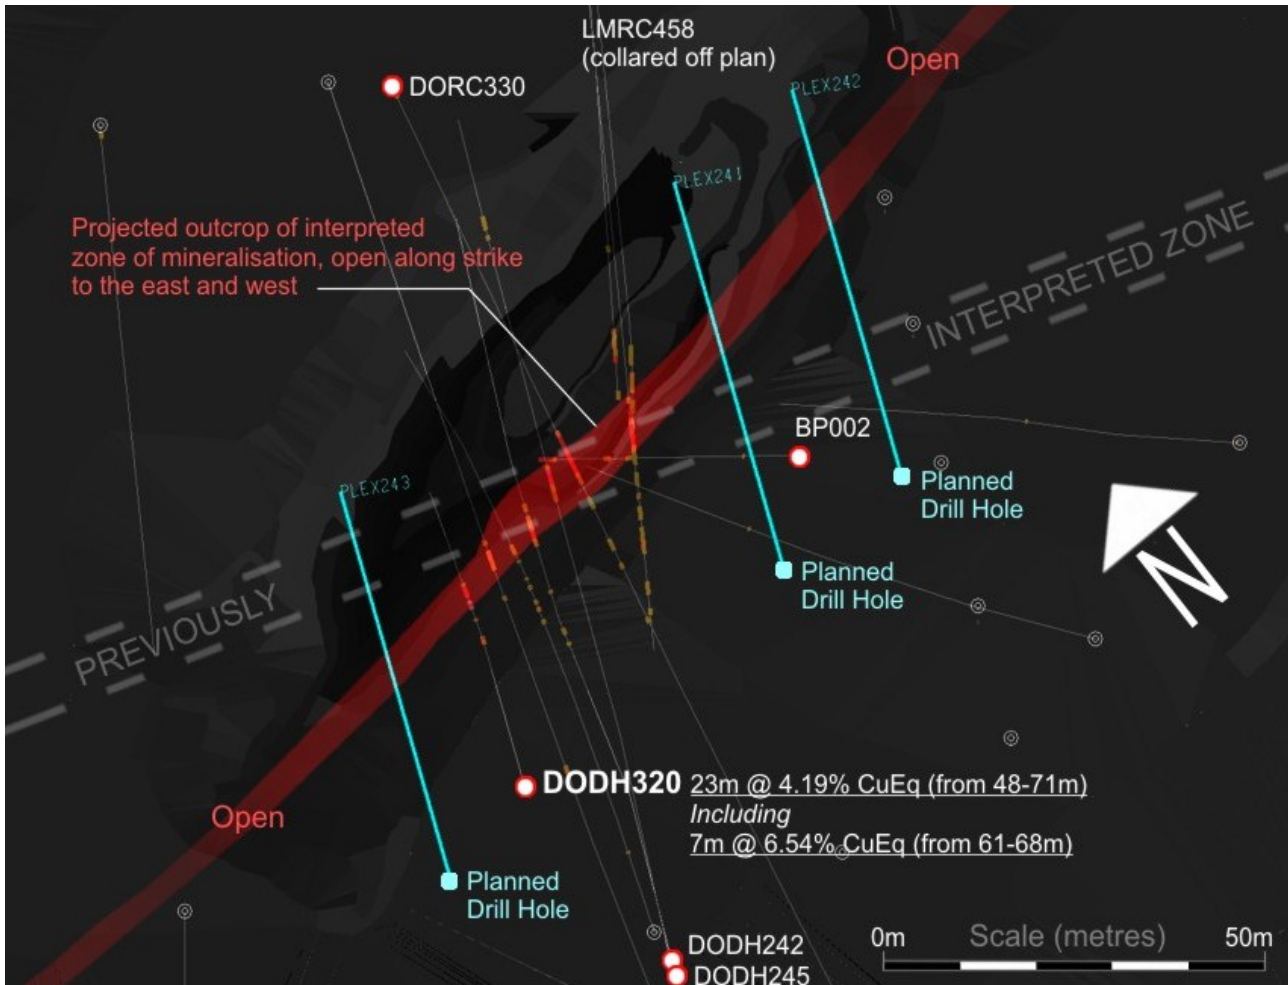 LMRC458
(collared off plan)
Open
PLEX242
DORC330
PLEX241
Projected outcrop of interpreted
zone of mineralisation, open along strike
to the east and west
INTERPRETED ZONE
BP002
Planned
Drill Hole
PLEX243
Planned
Drill Hole
N
PREVIOUSLY
DODH320 23m @ 4.19% CuEq (from 48-71m)
Including
7m @ 6.54% CuEq (from 61-68m)
Open
Planned
Drill Hole
DODH242
DODH245
0m Scale (metres) 50m